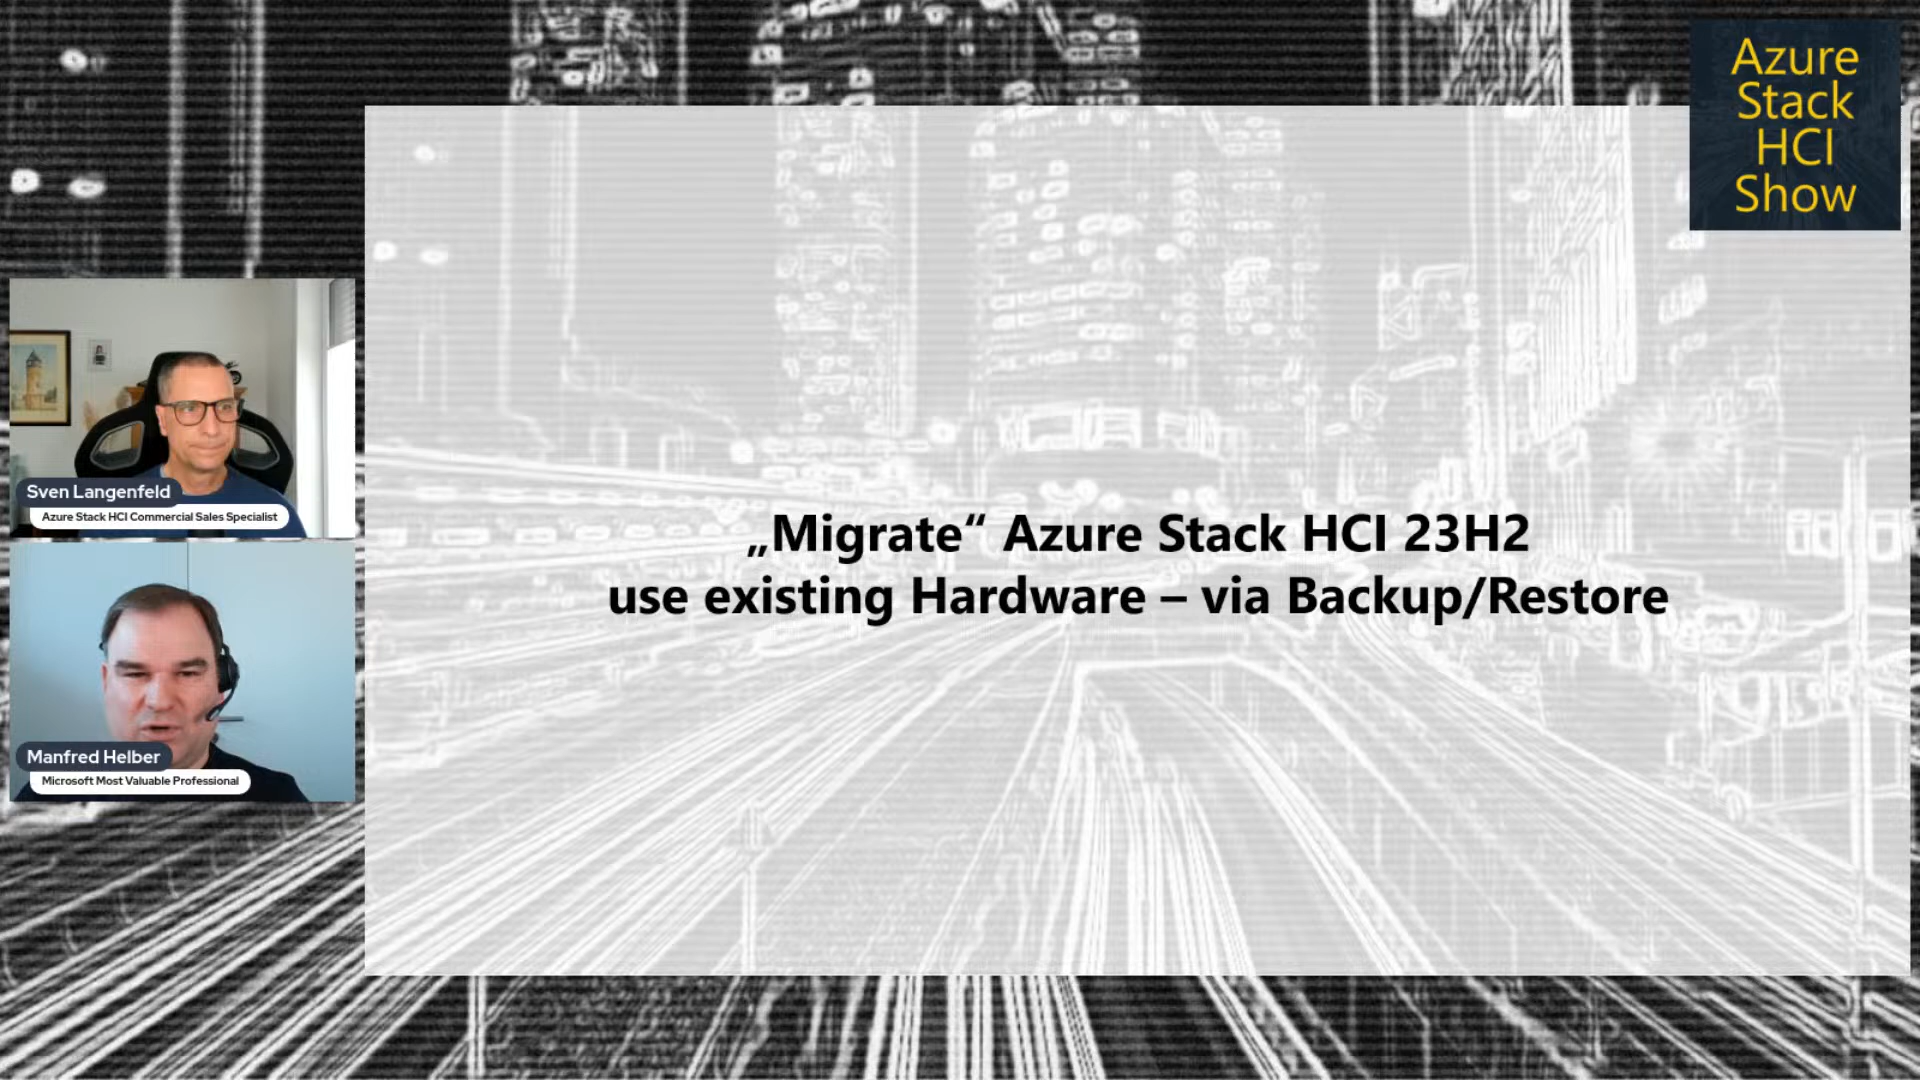 Azure
Stack
HCI
Show
Sven Langenfeld
Azure Stack HCI Commercial Sales Specialist
Manfred Helber
Microsoft Most Valuable Professional
„Migrate“ Azure Stack HCI 23H2
use existing Hardware – via Backup/Restore